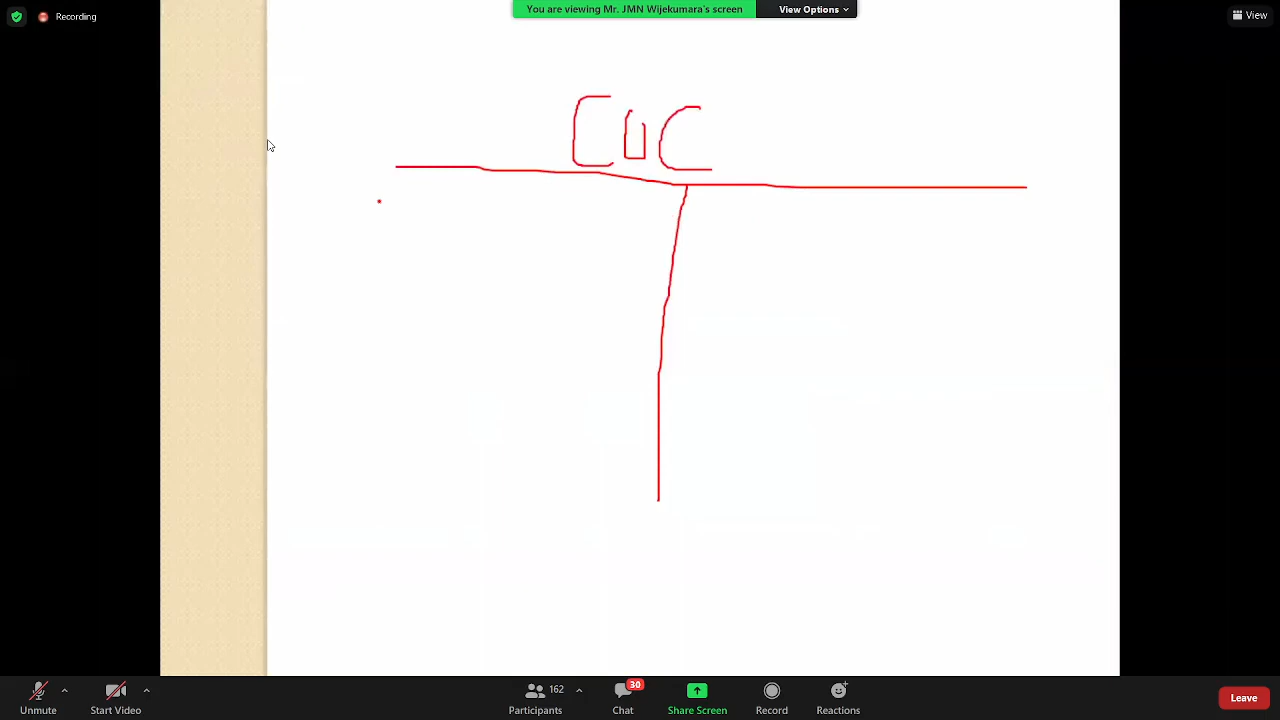 Recording
You are viewing Mr. JMN Wijekumara's screen View Options
View
COC
Unmute
Start Video
162
Participants
30
Chat
Share Screen
Record
Reactions
Leave